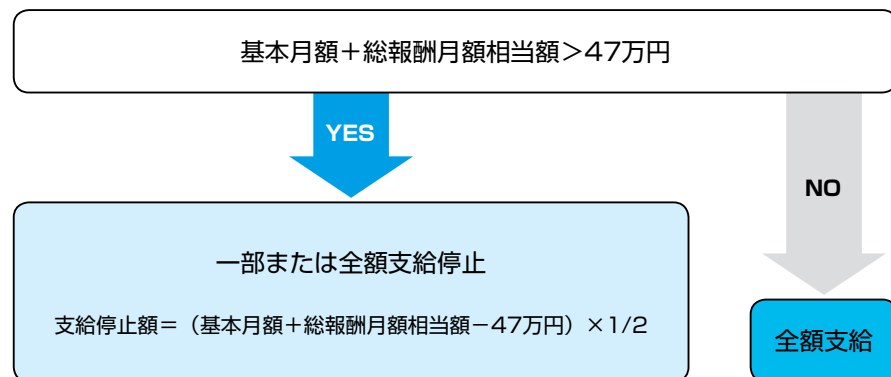 基本月額＋総報酬月額相当額＞47万円
YES
NO
一部または全額支給停止
支給停止額＝（基本月額＋総報酬月額相当額－47万円）×1/2
全額支給